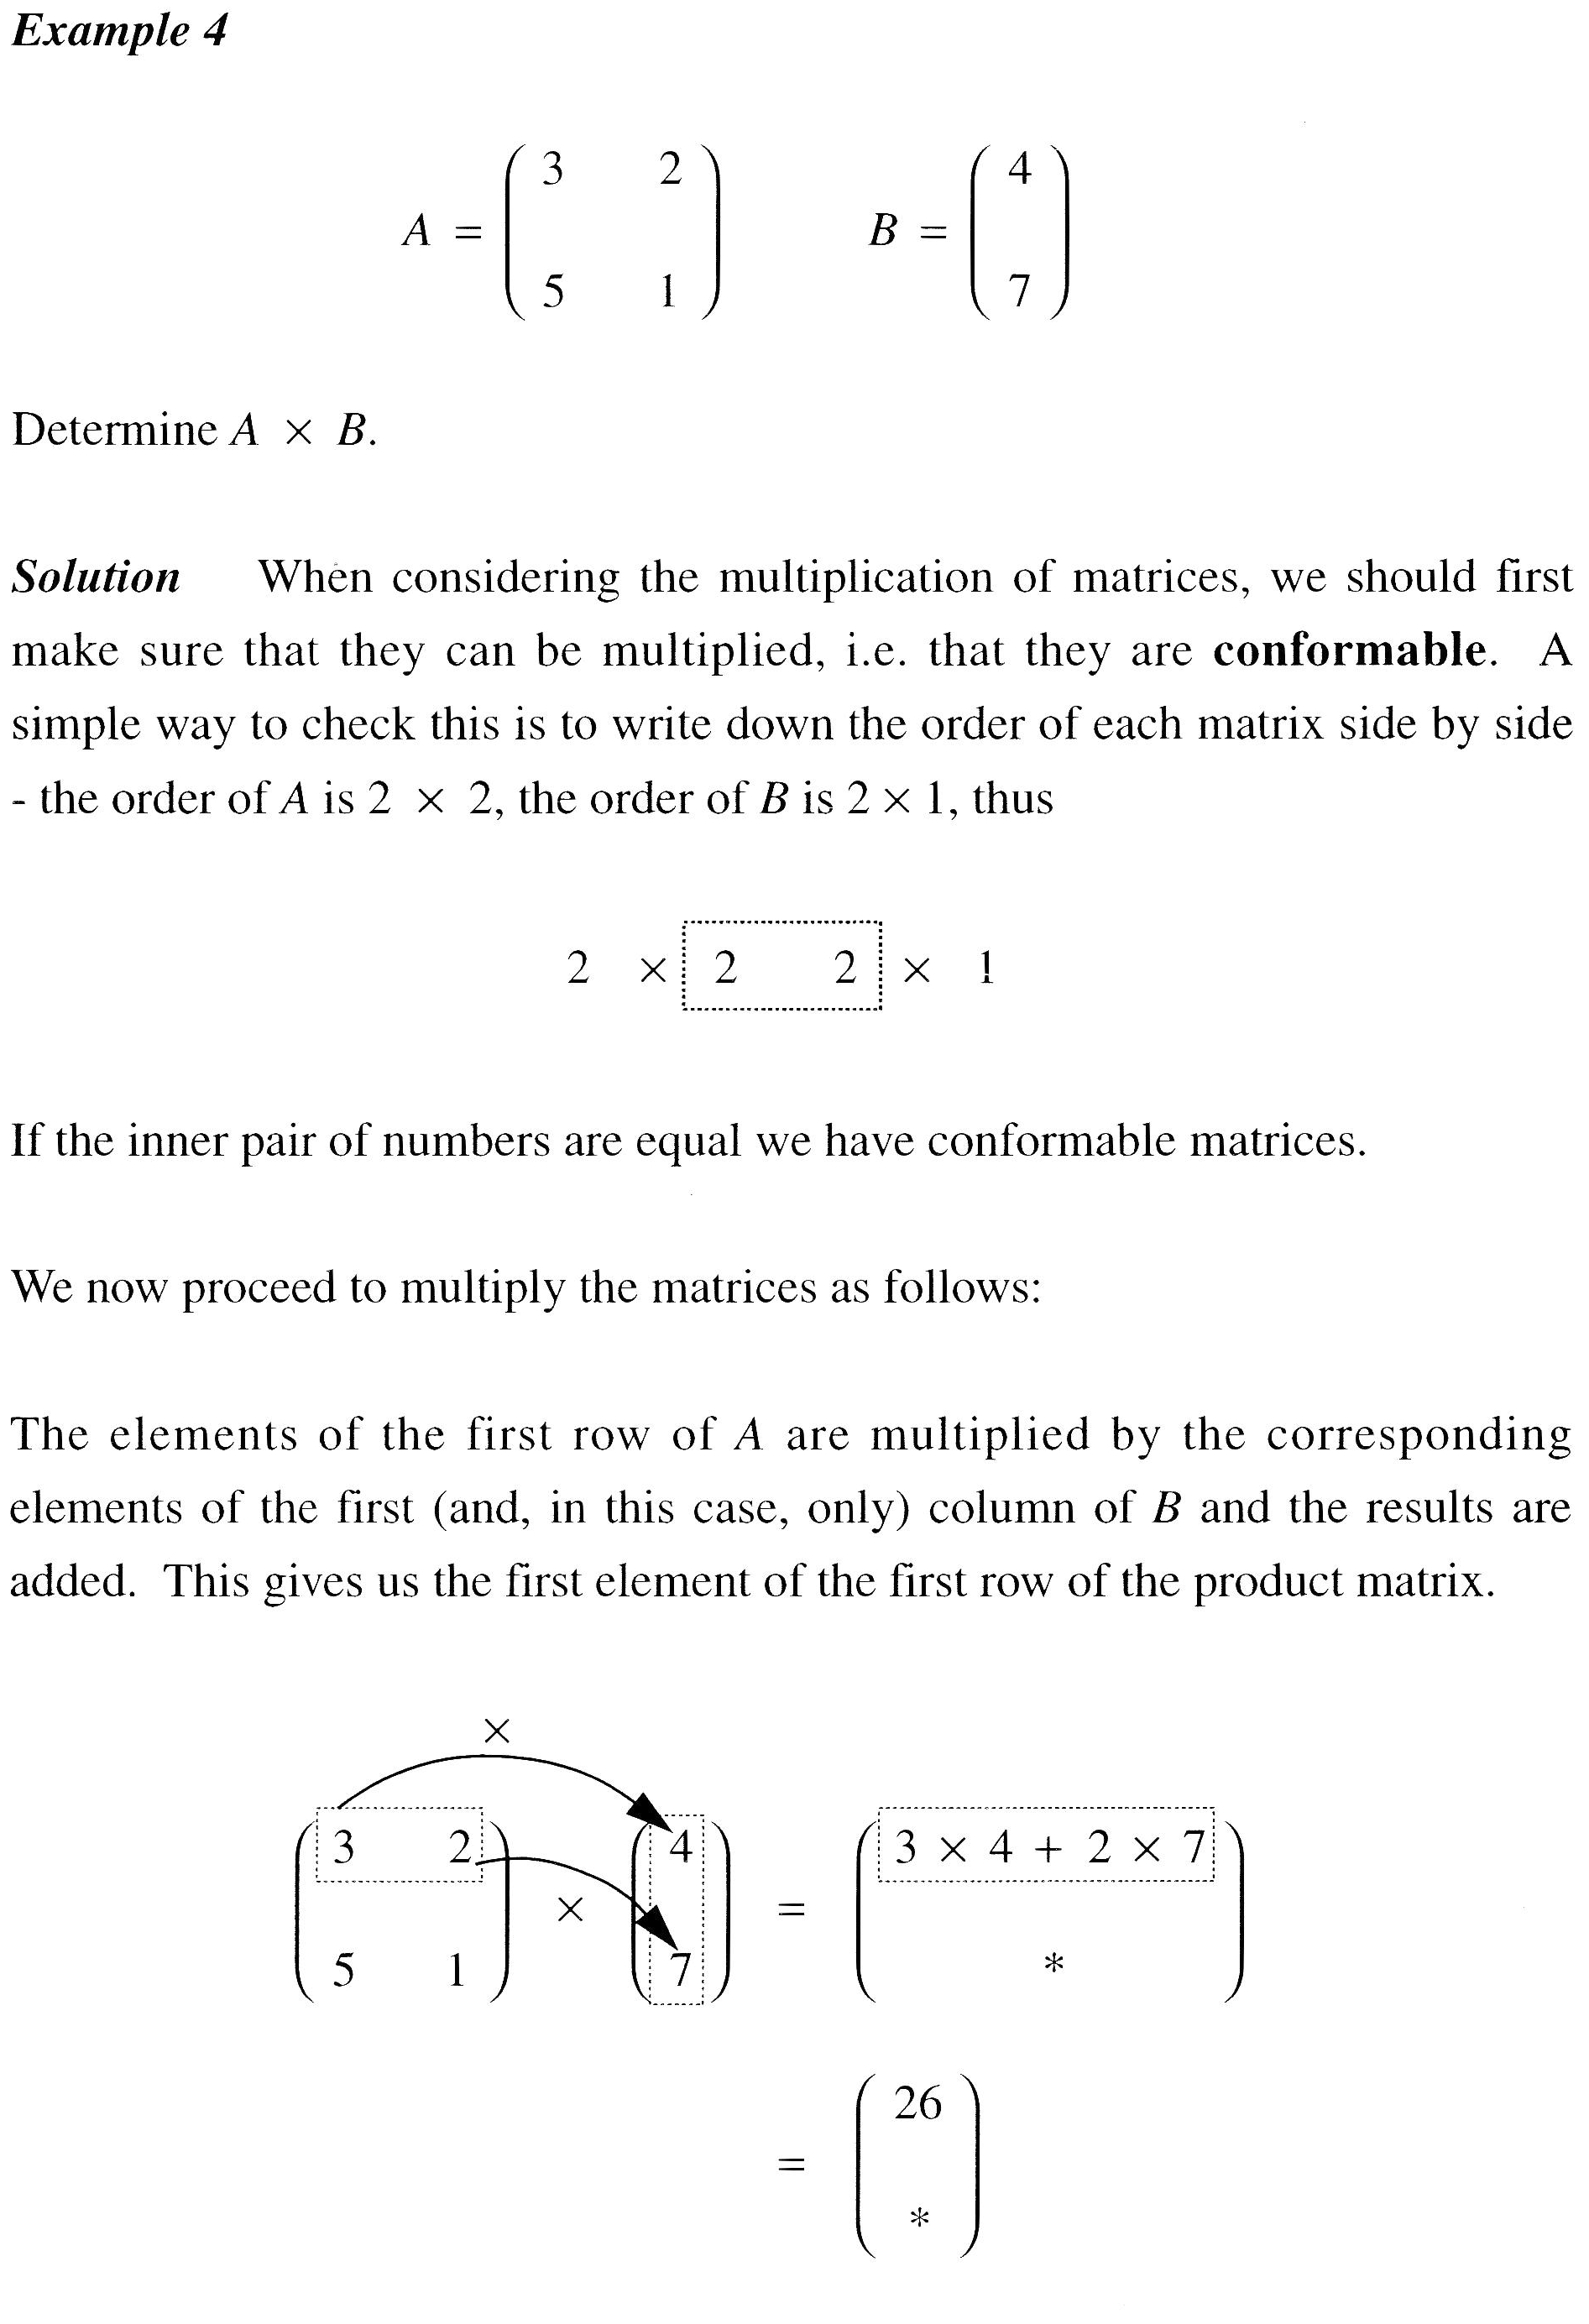 Example 4
3 2 4
A = B =
5 1 7
Determine A × B.
Solution When considering the multiplication of matrices, we should first
make sure that they can be multiplied, i.e. that they are conformable. A
simple way to check this is to write down the order of each matrix side by side
- the order of A is 2 × 2, the order of B is 2 × 1, thus
2 × 2 2 × 1
If the inner pair of numbers are equal we have conformable matrices.
We now proceed to multiply the matrices as follows:
The elements of the first row of A are multiplied by the corresponding
elements of the first (and, in this case, only) column of B and the results are
added. This gives us the first element of the first row of the product matrix.
×
3 2 4 3 × 4 + 2 × 7
× =
5 1 7 *
26
=
*